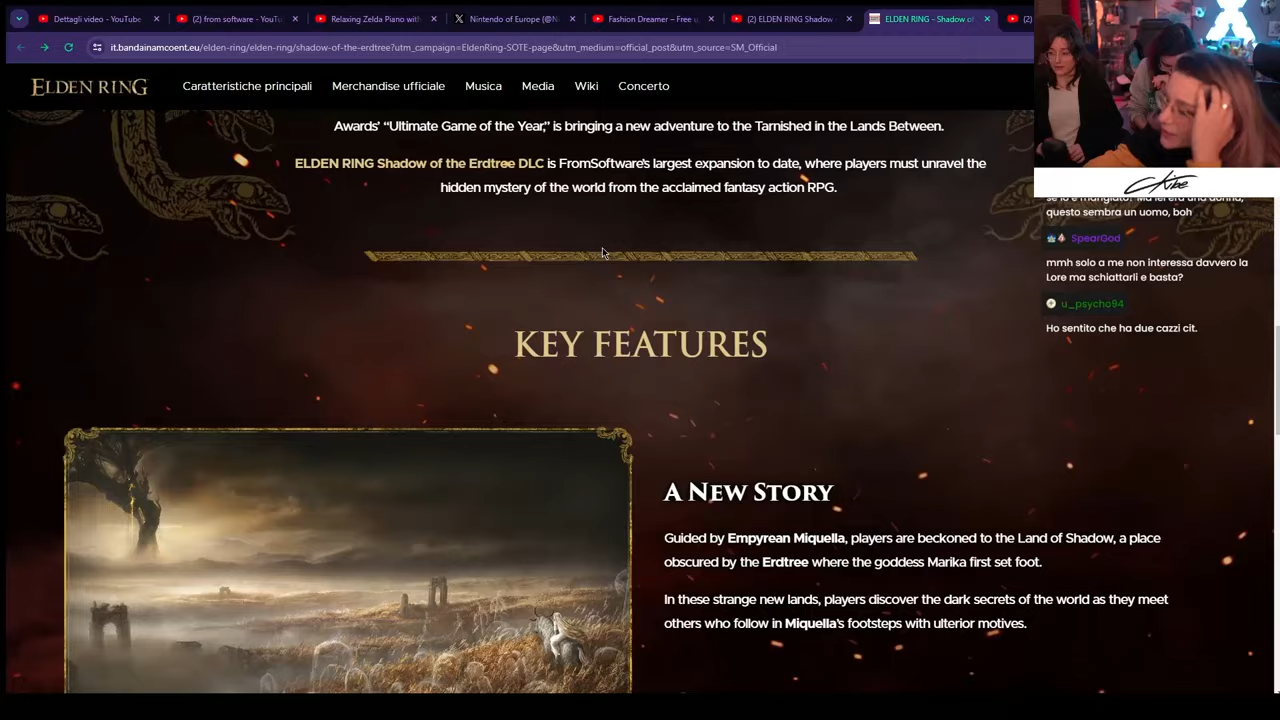 Dettagli video - YouTube
(2) from software - YouTu
Relaxing Zelda Piano with
Nintendo of Europe (@N
Fashion Dreamer – Free u
(2) ELDEN RING Shadow
ELDEN RING - Shadow of
(2)
it.bandainamcoent.eu/elden-ring/elden-ring/shadow-of-the-erdtree?utm_campaign=EldenRing-SOTE-page&utm_medium=official_post&utm_source=SM_Official
ELDEN RING
Caratteristiche principali
Merchandise ufficiale
Musica
Media
Wiki
Concerto
Awards' “Ultimate Game of the Year,” is bringing a new adventure to the Tarnished in the Lands Between.
ELDEN RING Shadow of the Erdtree DLC is FromSoftware's largest expansion to date, where players must unravel the
hidden mystery of the world from the acclaimed fantasy action RPG.
KEY FEATURES
A New Story
Guided by Empyrean Miquella, players are beckoned to the Land of Shadow, a place
obscured by the Erdtree where the goddess Marika first set foot.
In these strange new lands, players discover the dark secrets of the world as they meet
others who follow in Miquella's footsteps with ulterior motives.
se lo è mangiato? Ma lei era una donna,
questo sembra un uomo, boh
SpearGod
mmh solo a me non interessa davvero la
Lore ma schiattarli e basta?
u_psycho94
Ho sentito che ha due cazzi cit.